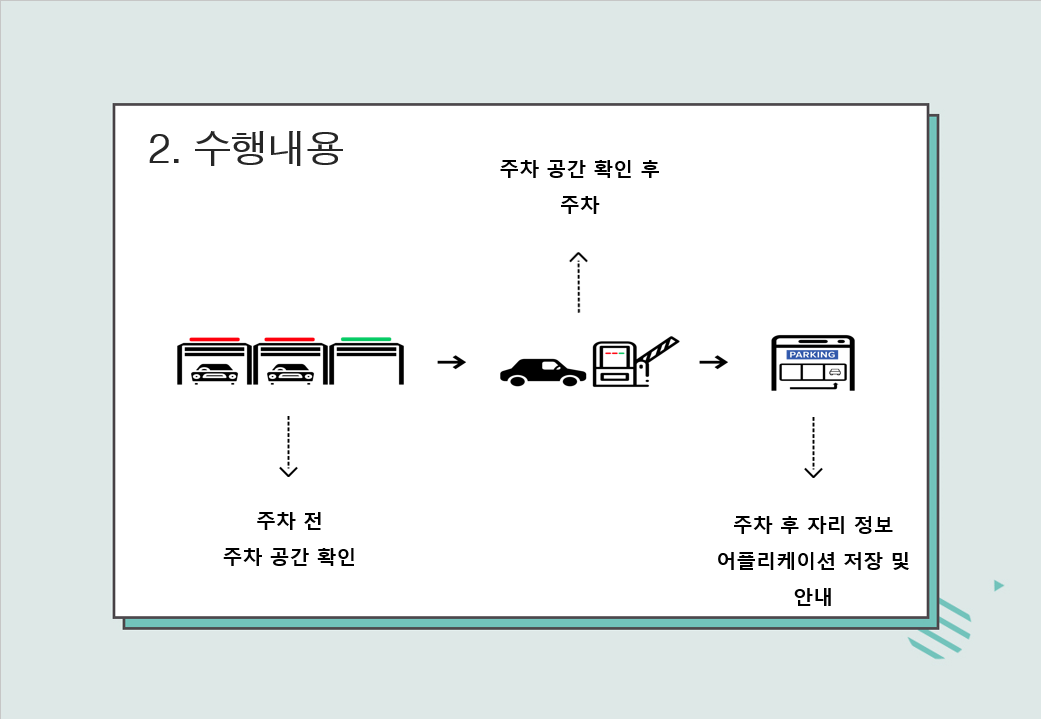 2. 수행내용
주차 공간 확인 후
주차
PARKING
주차 전
주차 공간 확인
주차 후 자리 정보
어플리케이션 저장 및
안내